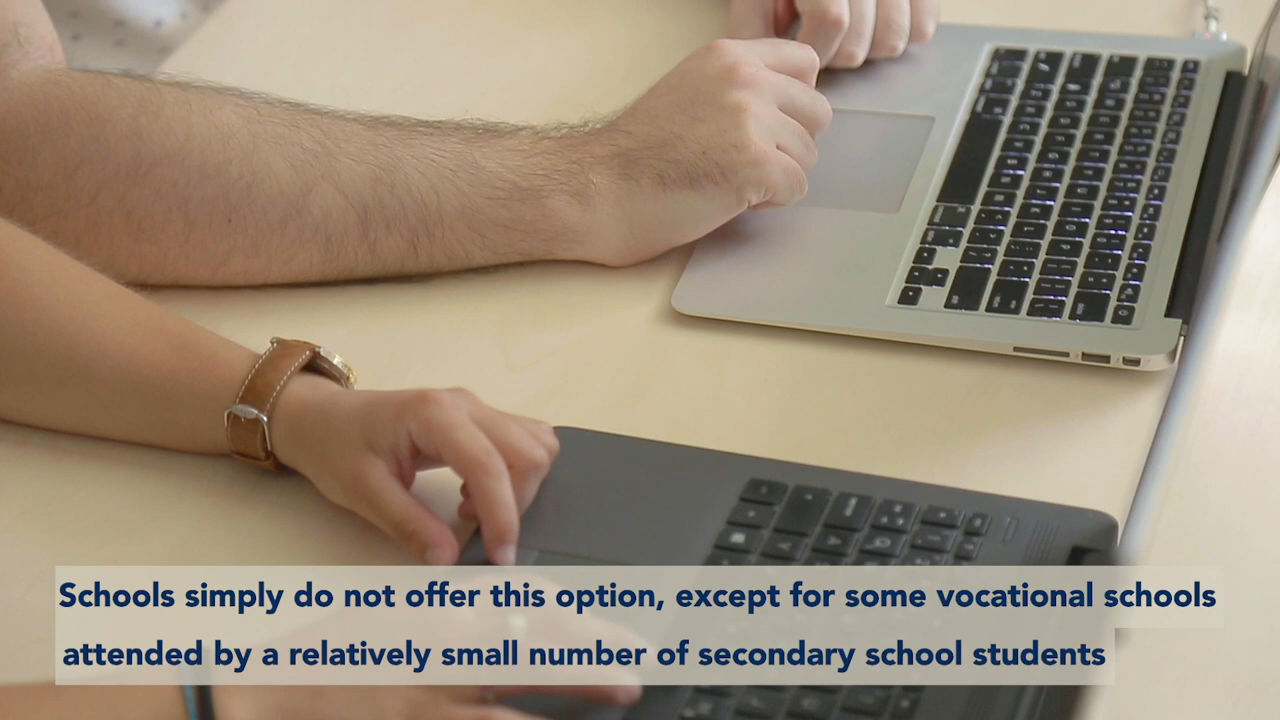 Schools simply do not offer this option, except for some vocational schools
attended by a relatively small number of secondary school students